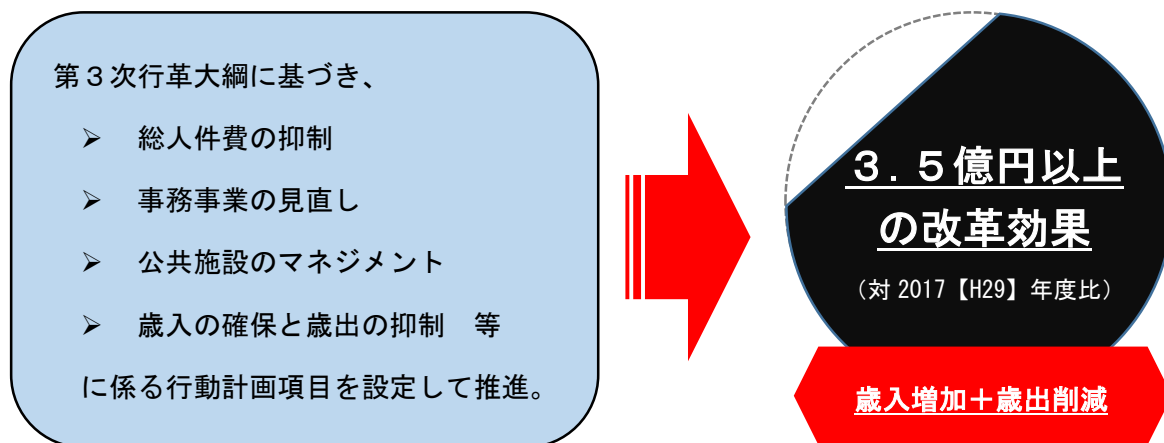 第３次行革大綱に基づき、
➢ 総人件費の抑制
➢ 事務事業の見直し
➢ 公共施設のマネジメント
➢ 歳入の確保と歳出の抑制　等
に係る行動計画項目を設定して推進。
３．５億円以上
の改革効果
（対 2017【H29】年度比）
歳入増加＋歳出削減